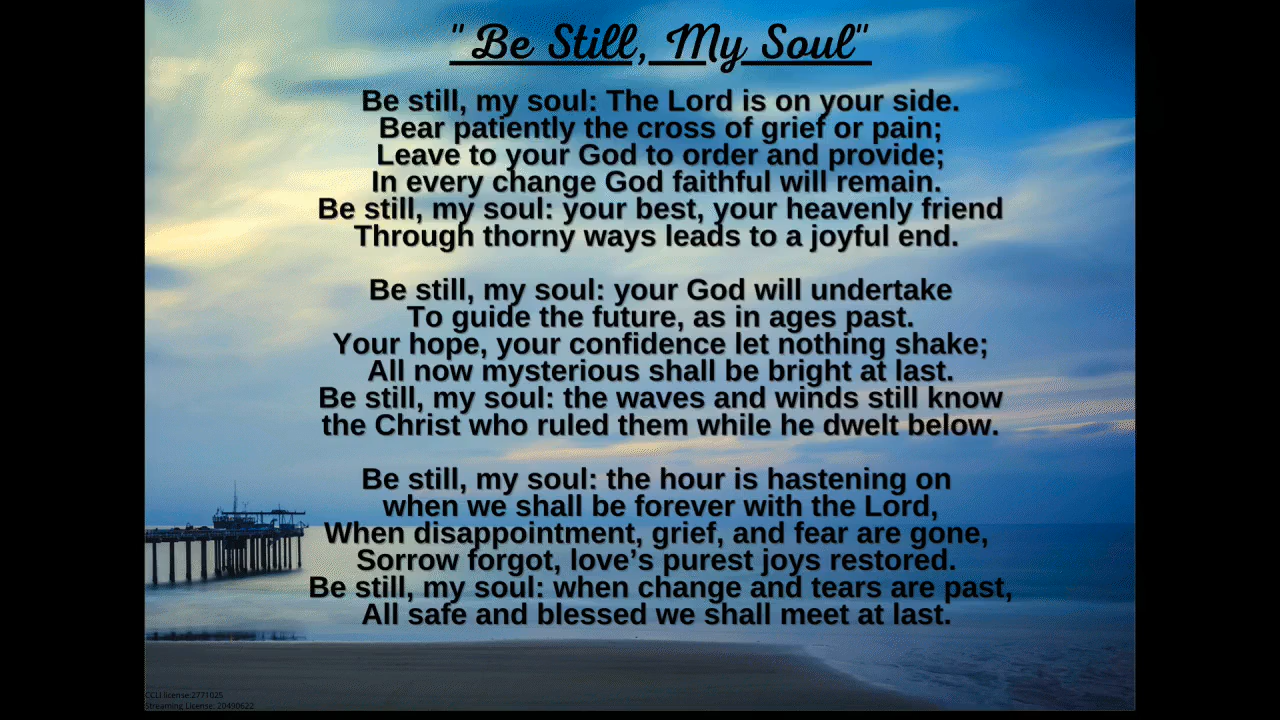 "Be Still, My Soul"
Be still, my soul: The Lord is on your side.
Bear patiently the cross of grief or pain;
Leave to your God to order and provide;
In every change God faithful will remain.
Be still, my soul: your best, your heavenly friend
Through thorny ways leads to a joyful end.
Be still, my soul: your God will undertake
To guide the future, as in ages past.
Your hope, your confidence let nothing shake;
All now mysterious shall be bright at last.
Be still, my soul: the waves and winds still know
the Christ who ruled them while he dwelt below.
Be still, my soul: the hour is hastening on
when we shall be forever with the Lord,
When disappointment, grief, and fear are gone,
Sorrow forgot, love’s purest joys restored.
Be still, my soul: when change and tears are past,
All safe and blessed we shall meet at last.
CCLI license 2771025
Streaming License: 20490622